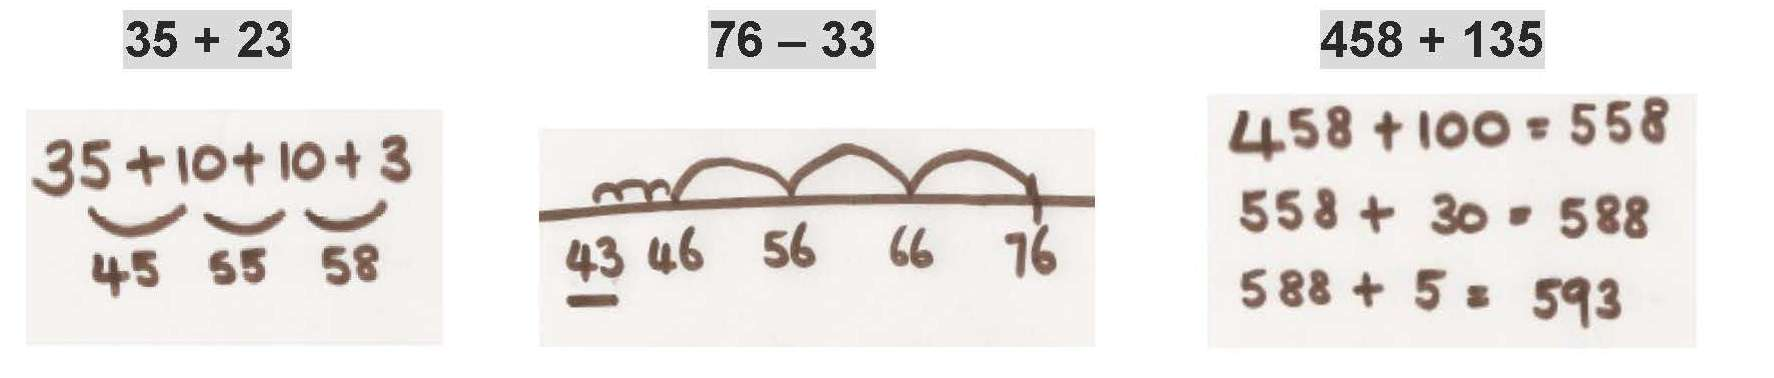 35 + 23
35 + 10 + 10 + 3
45 55 58
76 – 33
43 46 56 66 76
458 + 135
458 + 100 = 558
558 + 30 = 588
588 + 5 = 593